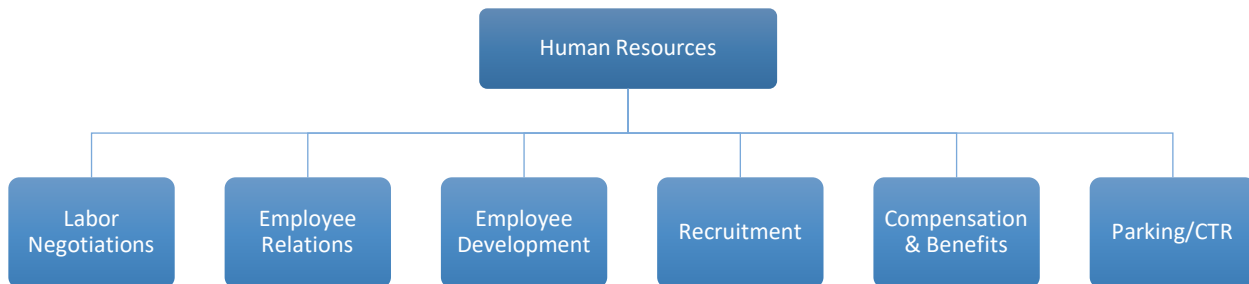 Human Resources
Labor
Negotiations
Employee
Relations
Employee
Development
Recruitment
Compensation
& Benefits
Parking/CTR